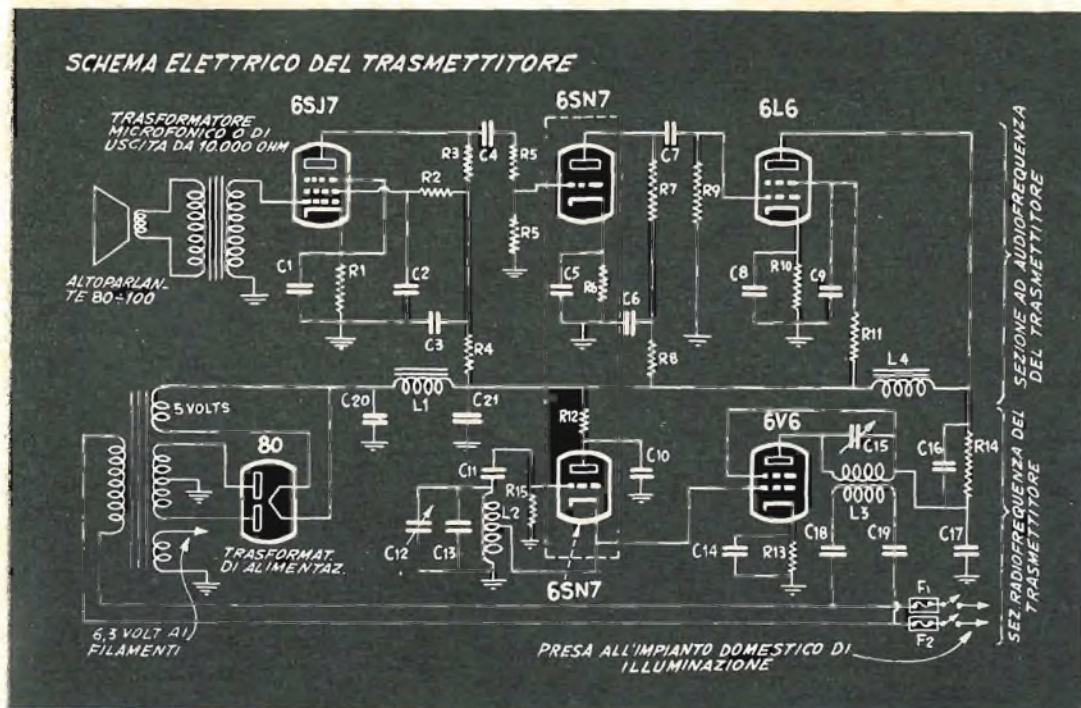 SCHEMA ELETTRICO DEL TRASMETTITORE
TRASFORMATORE
MICROFONICO O DI
USCITA DA 10.000 OHM
6SJ7
6SN7
6L6
R3
C4
R5
C7
R2
R7
R9
R5
ALTOPARLAN-
TE 80÷100
C1
R1
C2
C5
R6
C8
R10
C9
C3
R4
C6
R8
R11
L4
SEZIONE AD AUDIOFREQUENZA
DEL TRASMETTITORE
5 VOLTS
C20
L1
C21
R12
6V6
C15
80
C11
C10
C16
R14
R15
L2
L3
C12
C13
C14
R13
C18
C19
C17
TRASFORMAT.
DI ALIMENTAZ.
6SN7
F1
F2
SEZ. RADIOFREQUENZA DEL
TRASMETTITORE
6,3 VOLT AI
FILAMENTI
PRESA ALL'IMPIANTO DOMESTICO DI
ILLUMINAZIONE